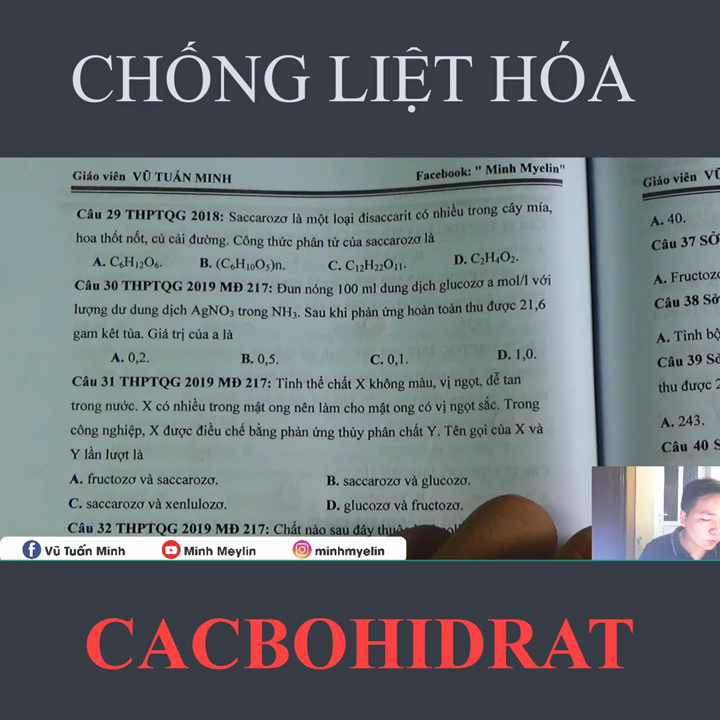 CHỐNG LIỆT HÓA
Giáo viên VŨ TUẤN MINH
Facebook: " Minh Myelin"
Câu 29 THPTQG 2018: Saccarozơ là một loại đisaccarit có nhiều trong cây mía,
hoa thốt nốt, củ cải đường. Công thức phân tử của saccarozơ là
A. C₆H₁₂O₆. B. (C₆H₁₀O₅)n. C. C₁₂H₂₂O₁₁. D. C₂H₄O₂.
Câu 30 THPTQG 2019 MĐ 217: Đun nóng 100 ml dung dịch glucozơ a mol/l với
lượng dư dung dịch AgNO₃ trong NH₃. Sau khi phản ứng hoàn toàn thu được 21,6
gam kêt tủa. Giá trị của a là
A. 0,2. B. 0,5. C. 0,1. D. 1,0.
Câu 31 THPTQG 2019 MĐ 217: Tinh thể chất X không màu, vị ngọt, dễ tan
trong nước. X có nhiều trong mật ong nên làm cho mật ong có vị ngọt sắc. Trong
công nghiệp, X được điều chế bằng phản ứng thủy phân chất Y. Tên gọi của X và
Y lần lượt là
A. fructozơ và saccarozơ. B. saccarozơ và glucozơ.
C. saccarozơ và xenlulozơ. D. glucozơ và fructozơ.
Câu 32 THPTQG 2019 MĐ 217: Chất nào sau đây
Giáo viên
A. 40.
Câu 37 SỞ
A. Fructozơ
Câu 38 Sở
A. Tinh bộ
Câu 39 Sở
thu được 2
A. 243.
Câu 40 S
Vũ Tuấn Minh
Minh Meylin
minhmyelin
CACBOHIDRAT